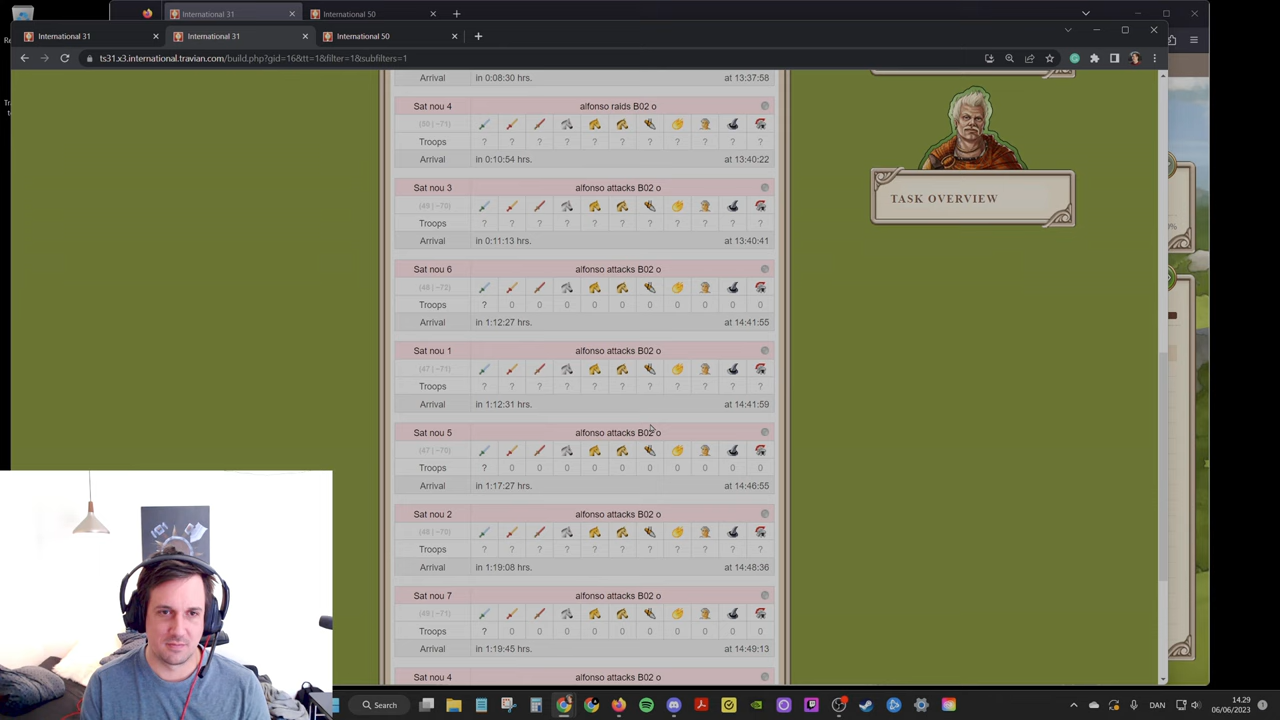 International 31
International 50
International 31
International 31
International 50
ts31.x3.international.travian.com/build.php?gid=16&tt=1&filter=1&subfilters=1
Arrival in 0:08:30 hrs. at 13:37:58
Sat nou 4 alfonso raids B02 o
(50 | -71)
Troops ? ? ? ? ? ? ? ? ? ? ?
Arrival in 0:10:54 hrs. at 13:40:22
Sat nou 3 alfonso attacks B02 o
Troops ? ? ? ? ? ? ? ? ? ? ?
Arrival in 0:11:13 hrs. at 13:40:41
Sat nou 6 alfonso attacks B02 o
(48 | -72)
Troops ? 0 0 0 0 0 0 0 0 0 0
Arrival in 1:12:27 hrs. at 14:41:55
Sat nou 1 alfonso attacks B02 o
(47 | -71)
Troops ? ? ? ? ? ? ? ? ? ? ?
Arrival in 1:12:31 hrs. at 14:41:59
Sat nou 5 alfonso attacks B02 o
Troops ? 0 0 0 0 0 0 0 0 0 0
Arrival in 1:17:27 hrs. at 14:46:55
Sat nou 2 alfonso attacks B02 o
Troops ? ? ? ? ? ? ? ? ? ? ?
Arrival in 1:19:08 hrs. at 14:48:36
Sat nou 7 alfonso attacks B02 o
Troops ? 0 0 0 0 0 0 0 0 0 0
Arrival in 1:19:45 hrs. at 14:49:13
Sat nou 4 alfonso attacks B02 o
TASK OVERVIEW
Search
DAN
14.29
06/06/2023